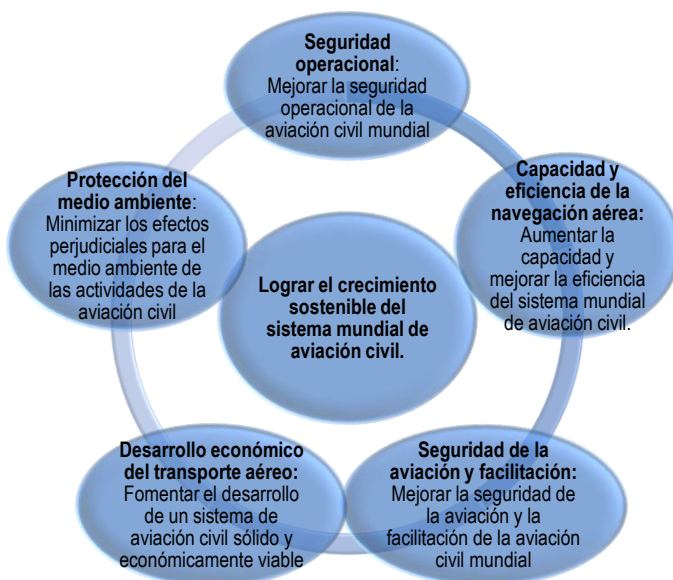 Seguridad
operacional:
Mejorar la seguridad
operacional de la
aviación civil mundial
Capacidad y
eficiencia de la
navegación aérea:
Aumentar la
capacidad y
mejorar la eficiencia
del sistema mundial
de aviación civil.
Protección del
medio ambiente:
Minimizar los efectos
perjudiciales para el
medio ambiente de
las actividades de la
aviación civil
Lograr el crecimiento
sostenible del
sistema mundial de
aviación civil.
Desarrollo económico
del transporte aéreo:
Fomentar el desarrollo
de un sistema de
aviación civil sólido y
económicamente viable
Seguridad de la
aviación y facilitación:
Mejorar la seguridad de
la aviación y la
facilitación de la aviación
civil mundial